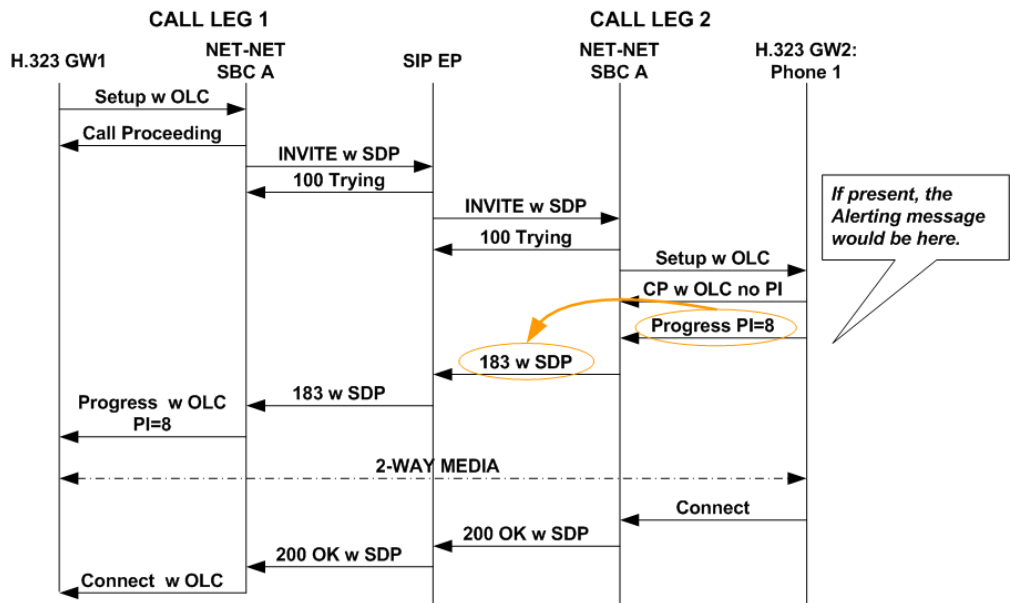 CALL LEG 1
CALL LEG 2
H.323 GW1
NET-NET
SBC A
SIP EP
NET-NET
SBC A
H.323 GW2:
Phone 1
Setup w OLC
Call Proceeding
INVITE w SDP
100 Trying
INVITE w SDP
100 Trying
If present, the
Alerting message
would be here.
Setup w OLC
CP w OLC no PI
Progress PI=8
183 w SDP
183 w SDP
Progress w OLC
PI=8
2-WAY MEDIA
Connect
200 OK w SDP
200 OK w SDP
Connect w OLC